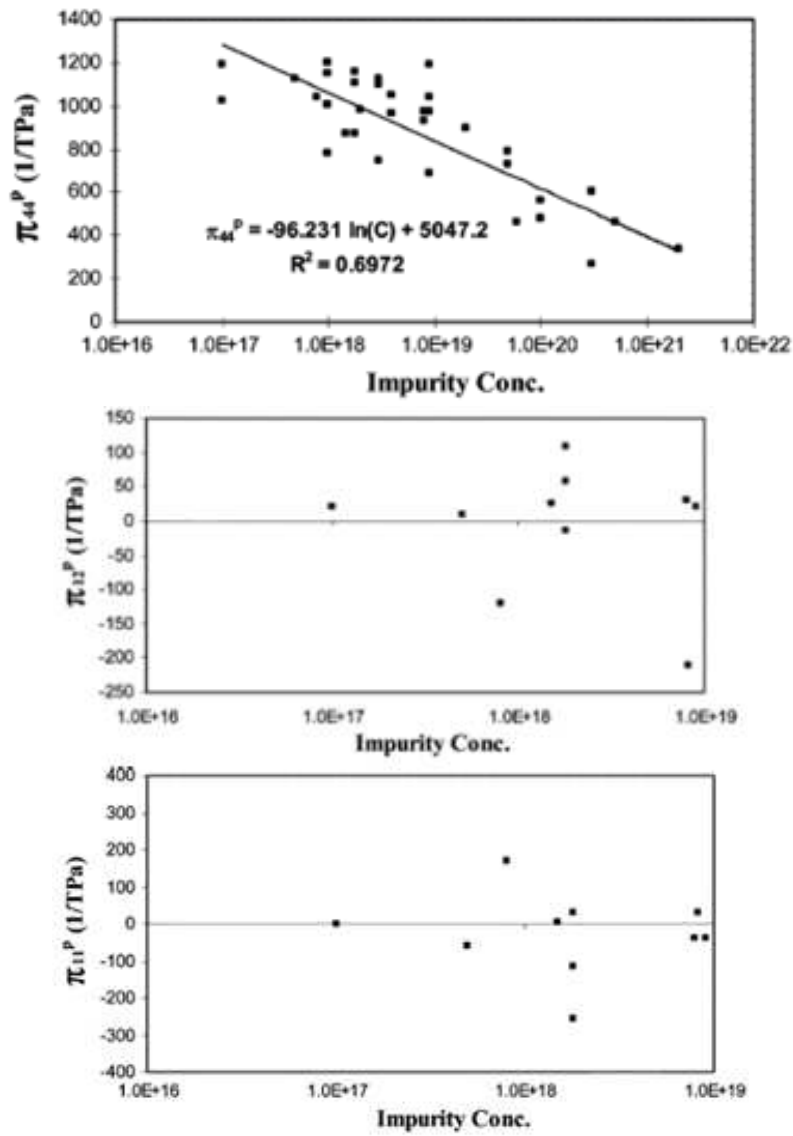 1400
1200
1000
800
600
400
200
0
π44ᵖ (1/TPa)
π44ᵖ = -96.231 ln(C) + 5047.2
R² = 0.6972
1.0E+16 1.0E+17 1.0E+18 1.0E+19 1.0E+20 1.0E+21 1.0E+22
Impurity Conc.
150
100
50
0
-50
-100
-150
-200
-250
π12ᵖ (1/TPa)
1.0E+16 1.0E+17 1.0E+18 1.0E+19
Impurity Conc.
400
300
200
100
0
-100
-200
-300
-400
π11ᵖ (1/TPa)
1.0E+16 1.0E+17 1.0E+18 1.0E+19
Impurity Conc.